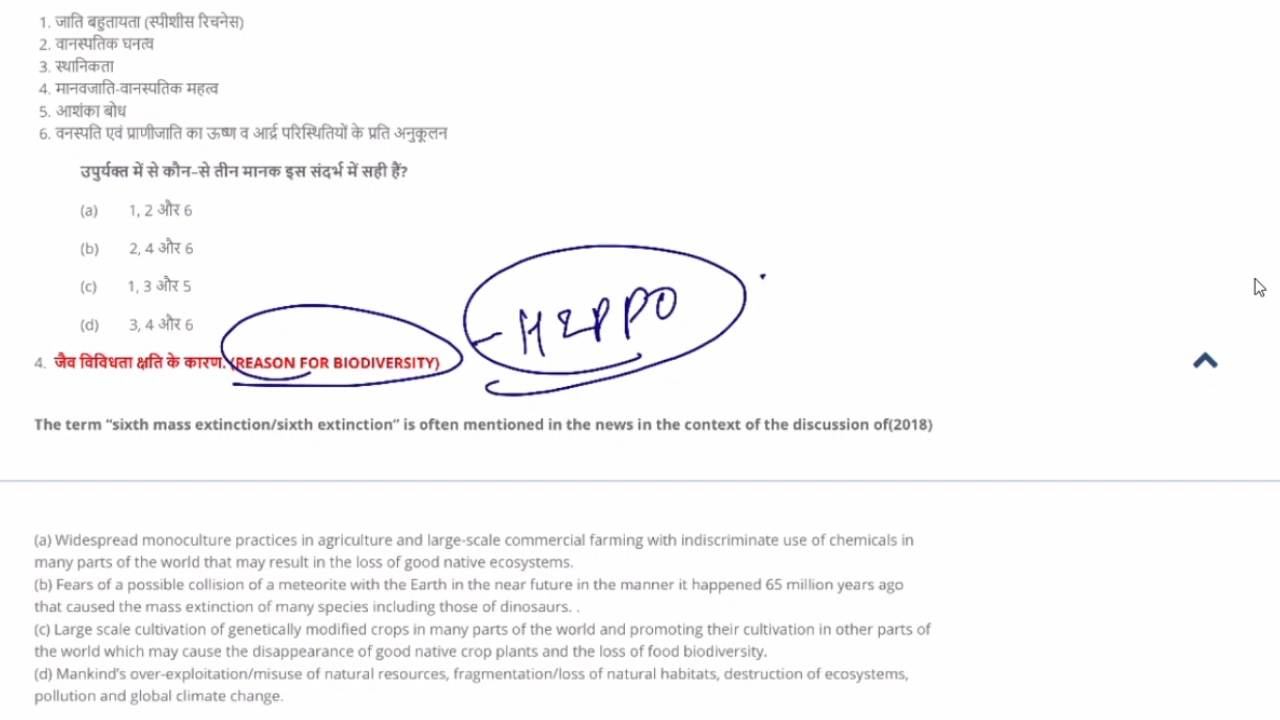 1. जाति बहुतायता (स्पीशीस रिचनेस)
2. वानस्पतिक घनत्व
3. स्थानिकता
4. मानवजाति-वानस्पतिक महत्व
5. आशंका बोध
6. वनस्पति एवं प्राणीजाति का ऊष्ण व आर्द्र परिस्थितियों के प्रति अनुकूलन
उपुर्यक्त में से कौन-से तीन मानक इस संदर्भ में सही हैं?
(a) 1, 2 और 6
(b) 2, 4 और 6
(c) 1, 3 और 5
(d) 3, 4 और 6
HIPPO
4. जैव विविधता क्षति के कारण. (REASON FOR BIODIVERSITY)
The term “sixth mass extinction/sixth extinction” is often mentioned in the news in the context of the discussion of(2018)
(a) Widespread monoculture practices in agriculture and large-scale commercial farming with indiscriminate use of chemicals in
many parts of the world that may result in the loss of good native ecosystems.
(b) Fears of a possible collision of a meteorite with the Earth in the near future in the manner it happened 65 million years ago
that caused the mass extinction of many species including those of dinosaurs. .
(c) Large scale cultivation of genetically modified crops in many parts of the world and promoting their cultivation in other parts of
the world which may cause the disappearance of good native crop plants and the loss of food biodiversity.
(d) Mankind’s over-exploitation/misuse of natural resources, fragmentation/loss of natural habitats, destruction of ecosystems,
pollution and global climate change.